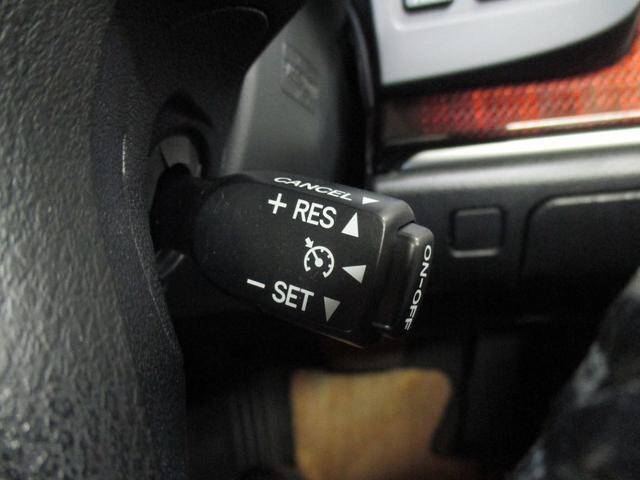 CANCEL
+ RES
- SET
ON-OFF